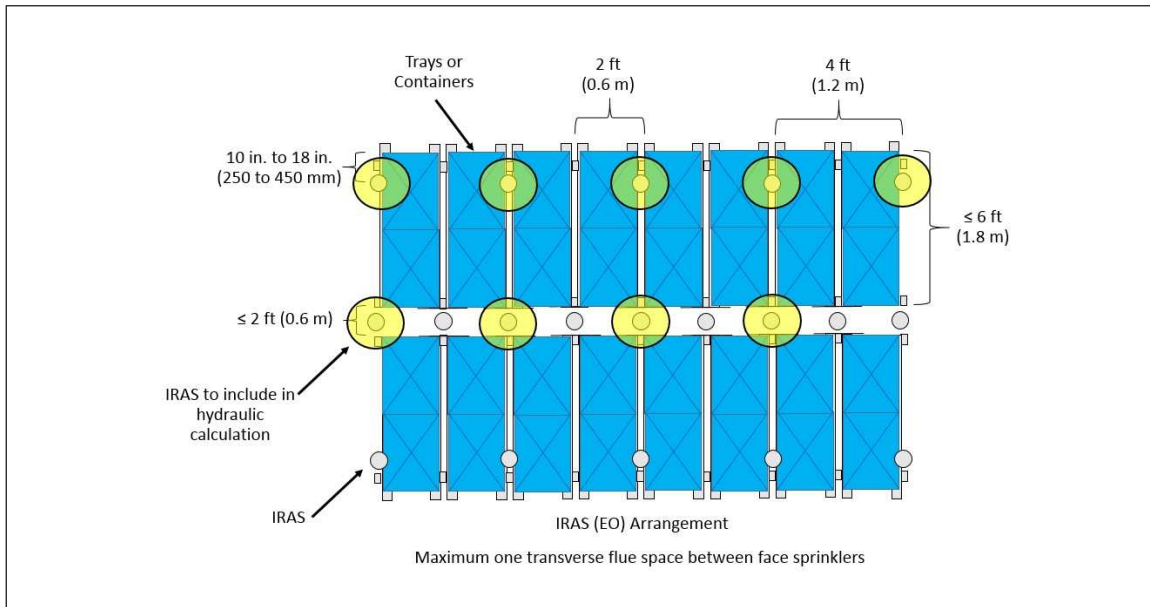 Trays or
Containers
2 ft
(0.6 m)
4 ft
(1.2 m)
10 in. to 18 in.
(250 to 450 mm)
≤ 6 ft
(1.8 m)
≤ 2 ft (0.6 m)
IRAS to include in
hydraulic
calculation
IRAS
IRAS (EO) Arrangement
Maximum one transverse flue space between face sprinklers